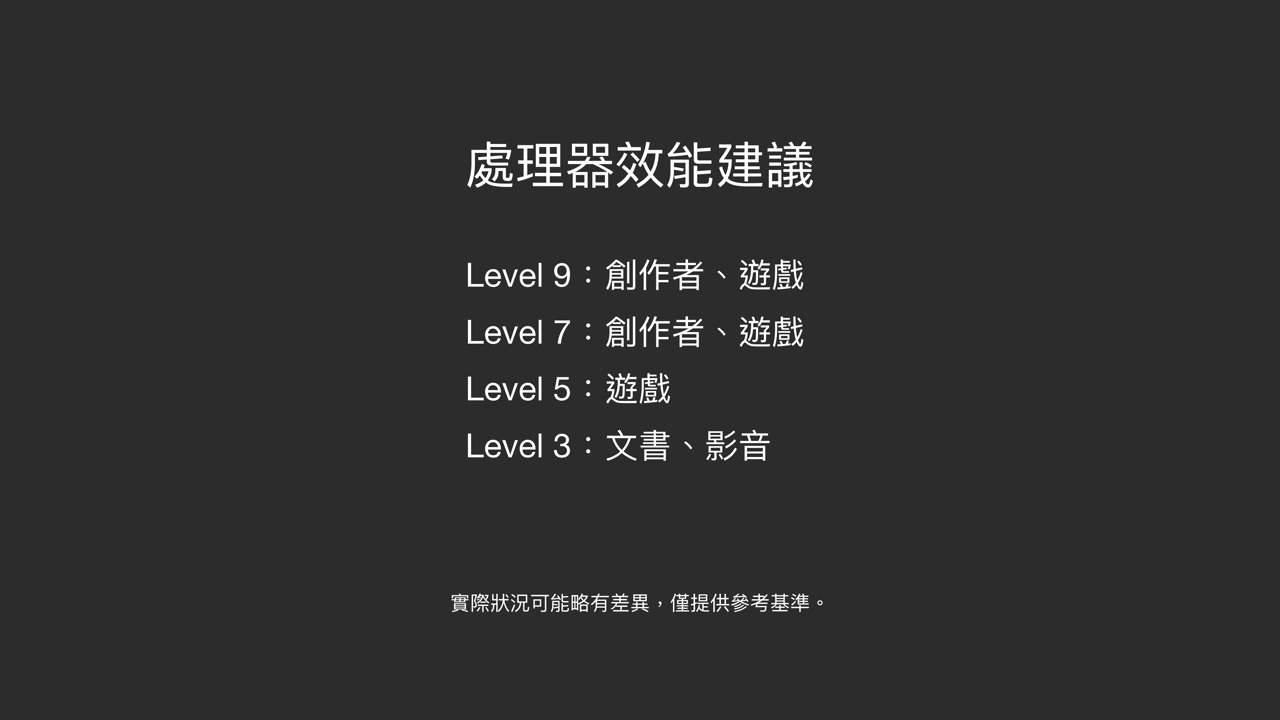 處理器效能建議
Level 9：創作者、遊戲
Level 7：創作者、遊戲
Level 5：遊戲
Level 3：文書、影音
實際狀況可能略有差異，僅提供參考基準。